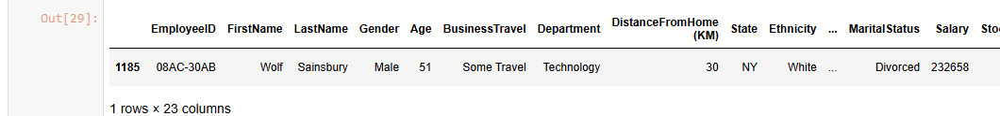 Out[29]:
EmployeeID FirstName LastName Gender Age BusinessTravel Department DistanceFromHome (KM) State Ethnicity ... MaritalStatus Salary Stoc
1185 08AC-30AB Wolf Sainsbury Male 51 Some Travel Technology 30 NY White ... Divorced 232658
1 rows × 23 columns